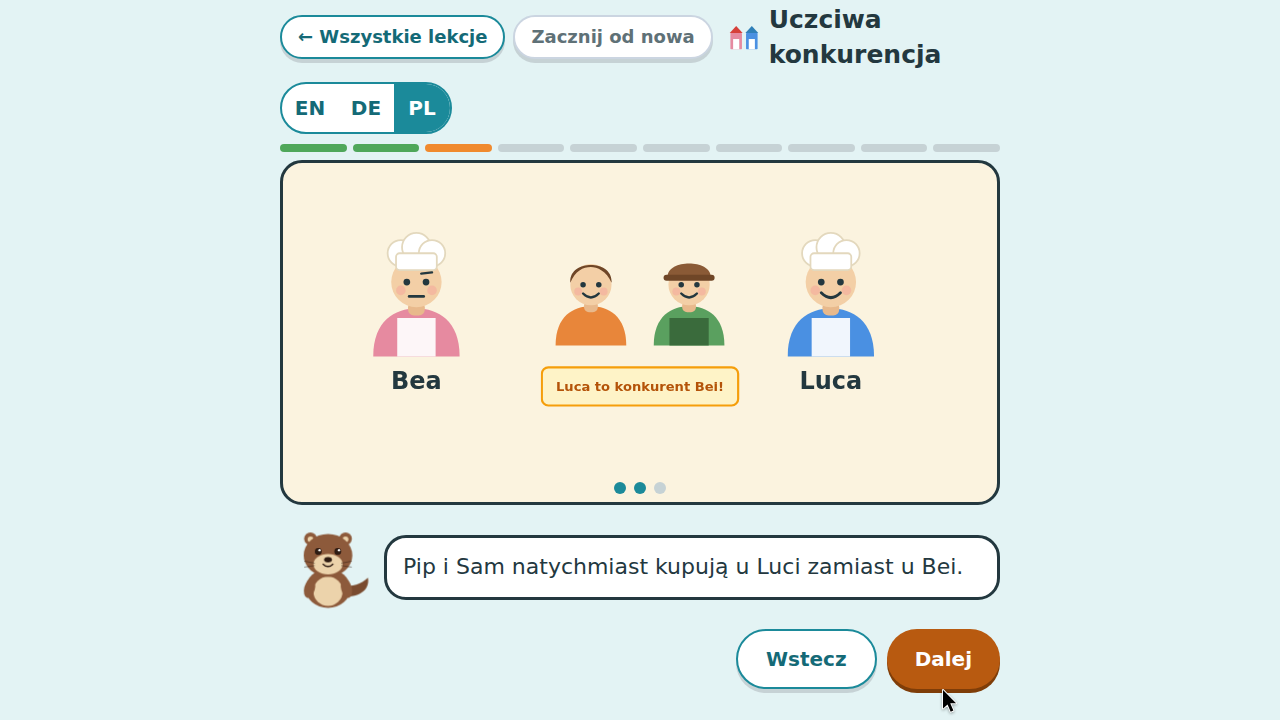 ← Wszystkie lekcje
Zacznij od nowa
Uczciwa
konkurencja
EN DE PL
Bea
Luca to konkurent Bei!
Luca
Pip i Sam natychmiast kupują u Luci zamiast u Bei.
Wstecz
Dalej